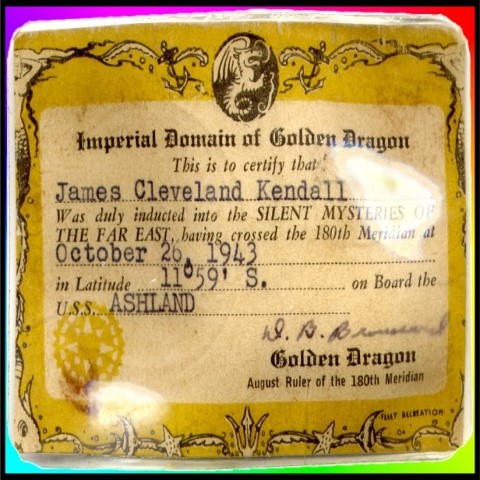 Imperial Domain of Golden Dragon
This is to certify that
James Cleveland Kendall
Was duly inducted into the SILENT MYSTERIES OF
THE FAR EAST, having crossed the 180th Meridian at
October 26, 1943
in Latitude 11°59' S. on Board the
U.S.S. ASHLAND
D. B.
Golden Dragon
August Ruler of the 180th Meridian
FLEET RECREATION